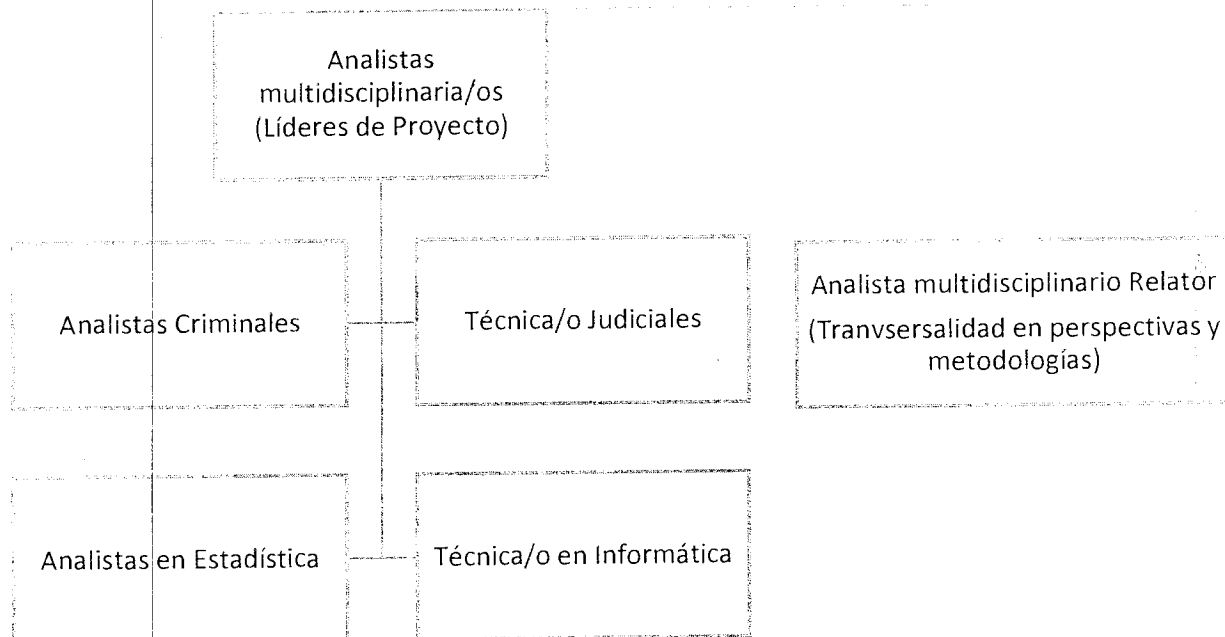 Analistas
multidisciplinaria/os
(Líderes de Proyecto)
Analistas Criminales
Técnica/o Judiciales
Analista multidisciplinario Relator
(Tranvsersalidad en perspectivas y
metodologías)
Analistas en Estadística
Técnica/o en Informática